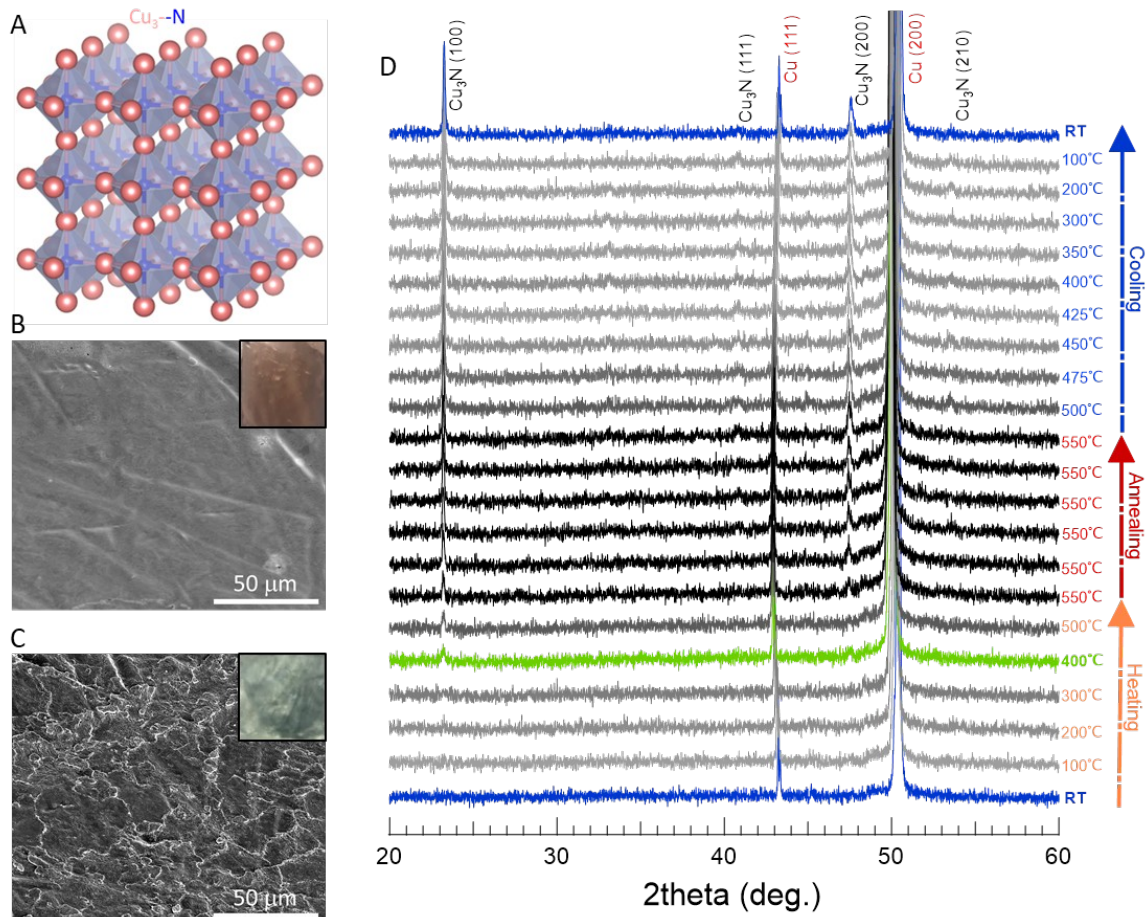 A
Cu₃--N
B
50 µm
C
50 µm
D
Cu₃N (100)
Cu₃N (111)
Cu (111)
Cu₃N (200)
Cu (200)
Cu₃N (210)
RT
100°C
200°C
300°C
350°C
400°C
425°C
450°C
475°C
500°C
550°C
550°C
550°C
550°C
550°C
550°C
500°C
400°C
300°C
200°C
100°C
RT
Cooling
Annealing
Heating
20 30 40 50 60
2theta (deg.)